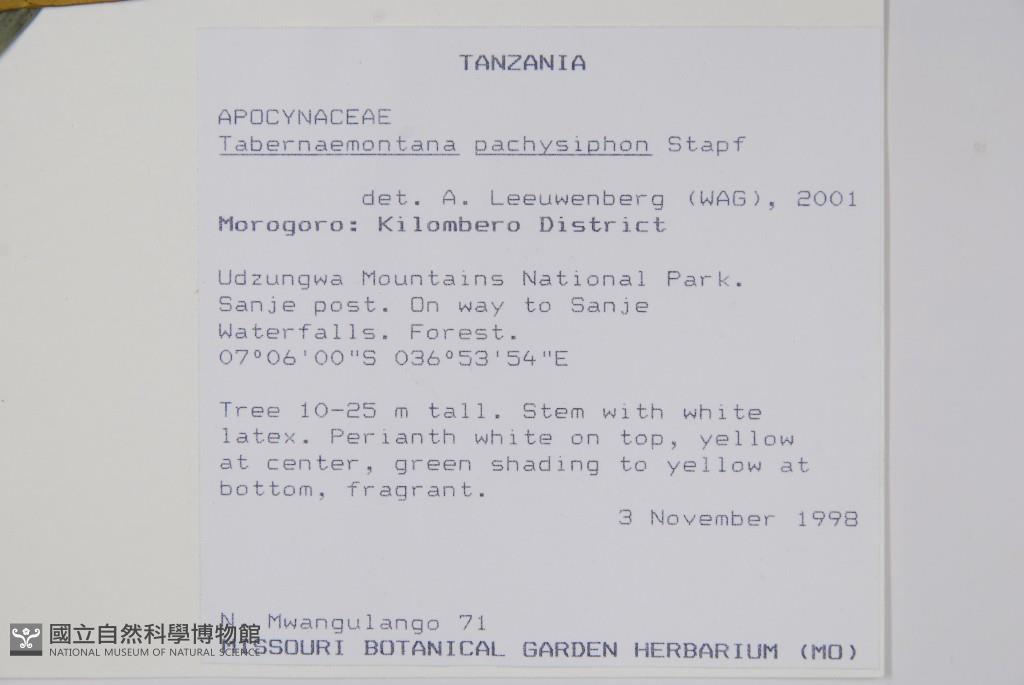 TANZANIA
APOCYNACEAE
Tabernaemontana pachysiphon Stapf
det. A. Leeuwenberg (WAG), 2001
Morogoro: Kilombero District
Udzungwa Mountains National Park.
Sanje post. On way to Sanje
Waterfalls. Forest.
07°06'00"S 036°53'54"E
Tree 10-25 m tall. Stem with white
latex. Perianth white on top, yellow
at center, green shading to yellow at
bottom, fragrant.
3 November 1998
N. Mwangulango 71
MISSOURI BOTANICAL GARDEN HERBARIUM (MO)
國立自然科學博物館
NATIONAL MUSEUM OF NATURAL SCIENCE